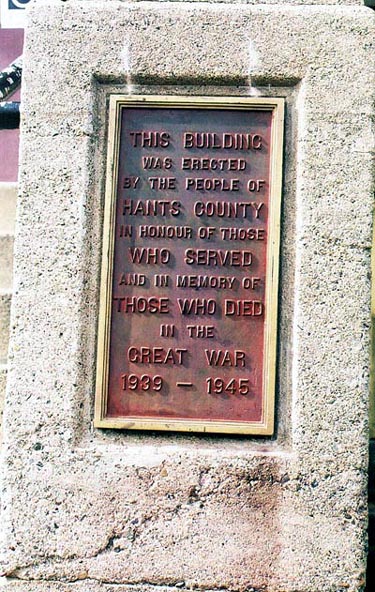 THIS BUILDING
WAS ERECTED
BY THE PEOPLE OF
HANTS COUNTY
IN HONOUR OF THOSE
WHO SERVED
AND IN MEMORY OF
THOSE WHO DIED
IN THE
GREAT WAR
1939 — 1945